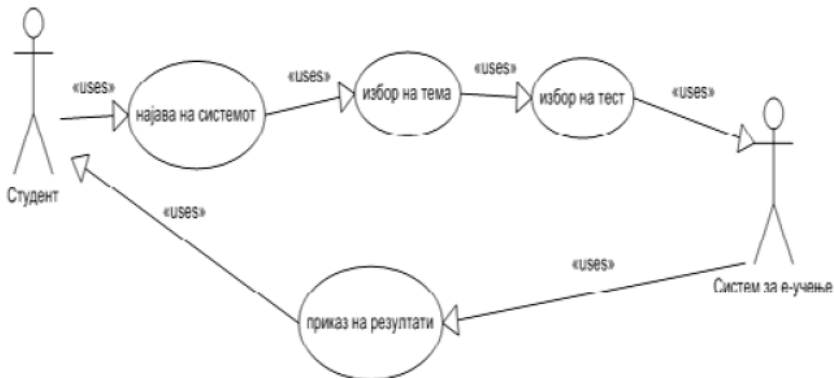 «uses»
«uses»
«uses»
«uses»
најава на системот
избор на тема
избор на тест
Студент
«uses»
«uses»
Систем за е-учење
приказ на резултати